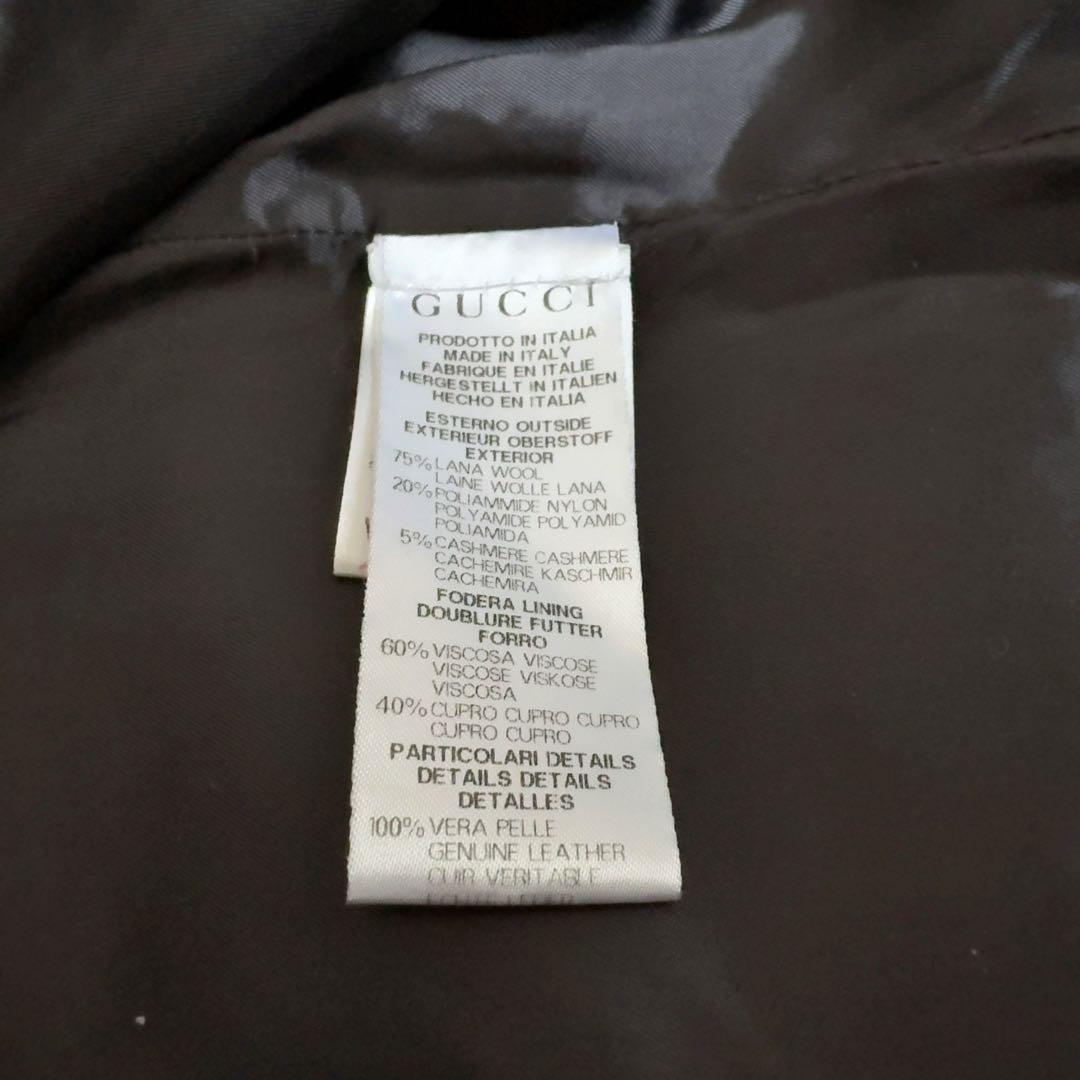 GUCCI
PRODOTTO IN ITALIA
MADE IN ITALY
FABRIQUE EN ITALIE
HERGESTELLT IN ITALIEN
HECHO EN ITALIA
ESTERNO OUTSIDE
EXTERIEUR OBERSTOFF
EXTERIOR
75% LANA WOOL
LAINE WOLLE LANA
20% POLIAMMIDE NYLON
POLYAMIDE POLYAMID
POLIAMIDA
5% CASHMERE CASHMERE
CACHEMIRE KASCHMIR
CACHEMIRA
FODERA LINING
DOUBLURE FUTTER
FORRO
60% VISCOSA VISCOSE
VISCOSE VISKOSE
VISCOSA
40% CUPRO CUPRO CUPRO
CUPRO CUPRO
PARTICOLARI DETAILS
DETAILS DETAILS
DETALLES
100% VERA PELLE
GENUINE LEATHER
CUIR VERITABLE